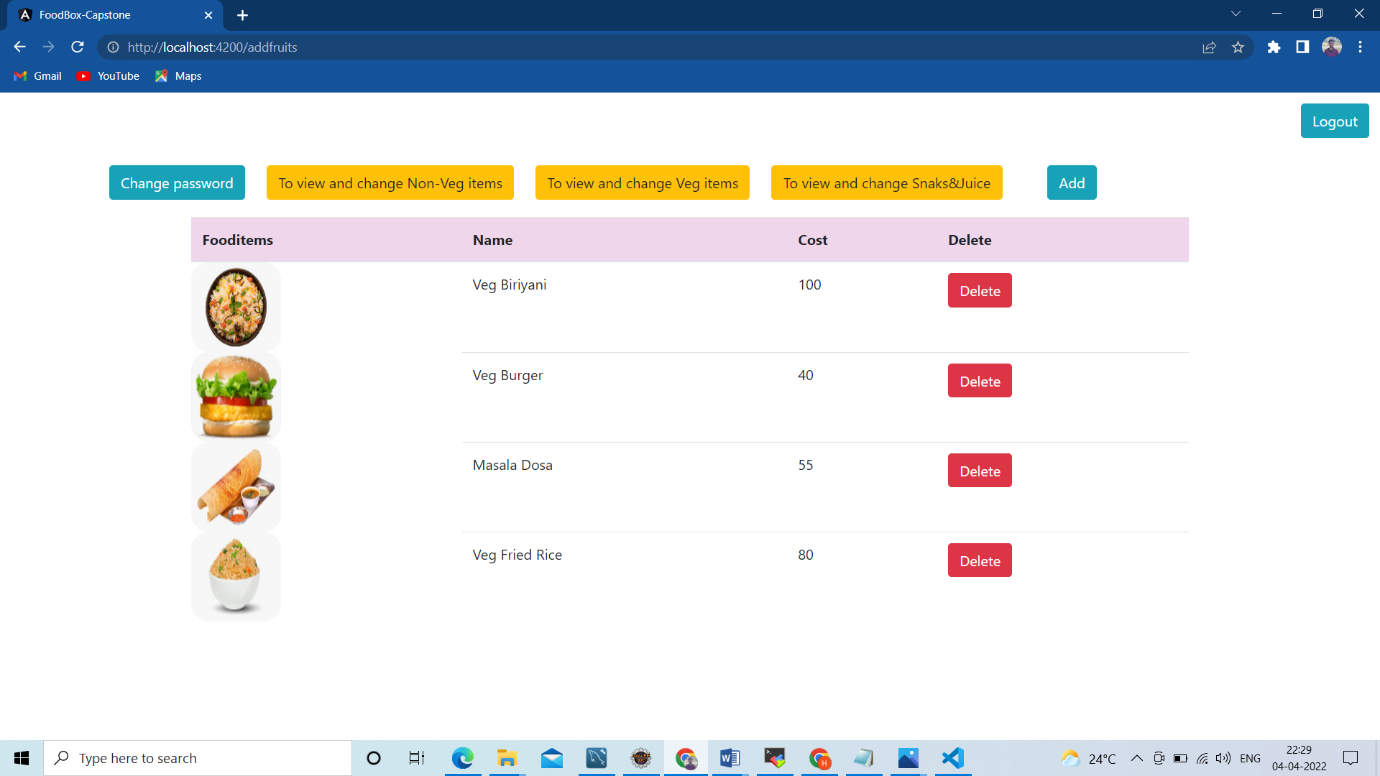 FoodBox-Capstone
http://localhost:4200/addfruits
Gmail YouTube Maps
Logout
Change password To view and change Non-Veg items To view and change Veg items To view and change Snaks&Juice Add
Fooditems Name Cost Delete
Veg Biriyani 100 Delete
Veg Burger 40 Delete
Masala Dosa 55 Delete
Veg Fried Rice 80 Delete
Type here to search 24°C ENG 22:29
04-04-2022